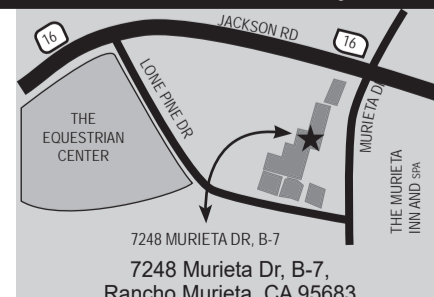 JACKSON RD
16
16
LONE PINE DR
THE
EQUESTRIAN
CENTER
MURIETA
THE MURIETA
INN AND SPA
7248 MURIETA DR, B-7
7248 Murieta Dr, B-7,
Rancho Murieta, CA 95683